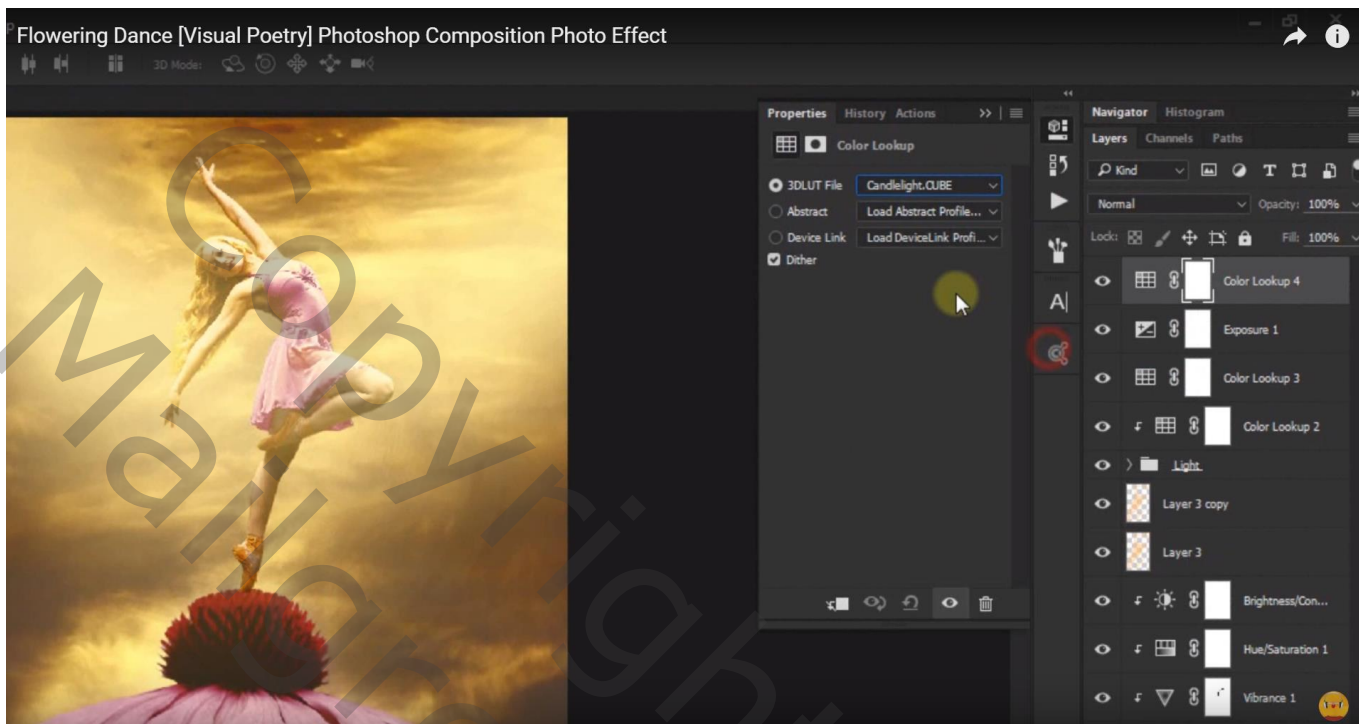 Flowering Dance [Visual Poetry] Photoshop Composition Photo Effect
3D Mode:
Properties History Actions
Color Lookup
3DLUT File Candlelight.CUBE
Abstract Load Abstract Profile...
Device Link Load DeviceLink Profi...
Dither
A
Navigator Histogram
Layers Channels Paths
Kind T
Normal Opacity: 100%
Lock: Fill: 100%
Color Lookup 4
Exposure 1
Color Lookup 3
Color Lookup 2
Light
Layer 3 copy
Layer 3
Brightness/Con...
Hue/Saturation 1
Vibrance 1
Copyright